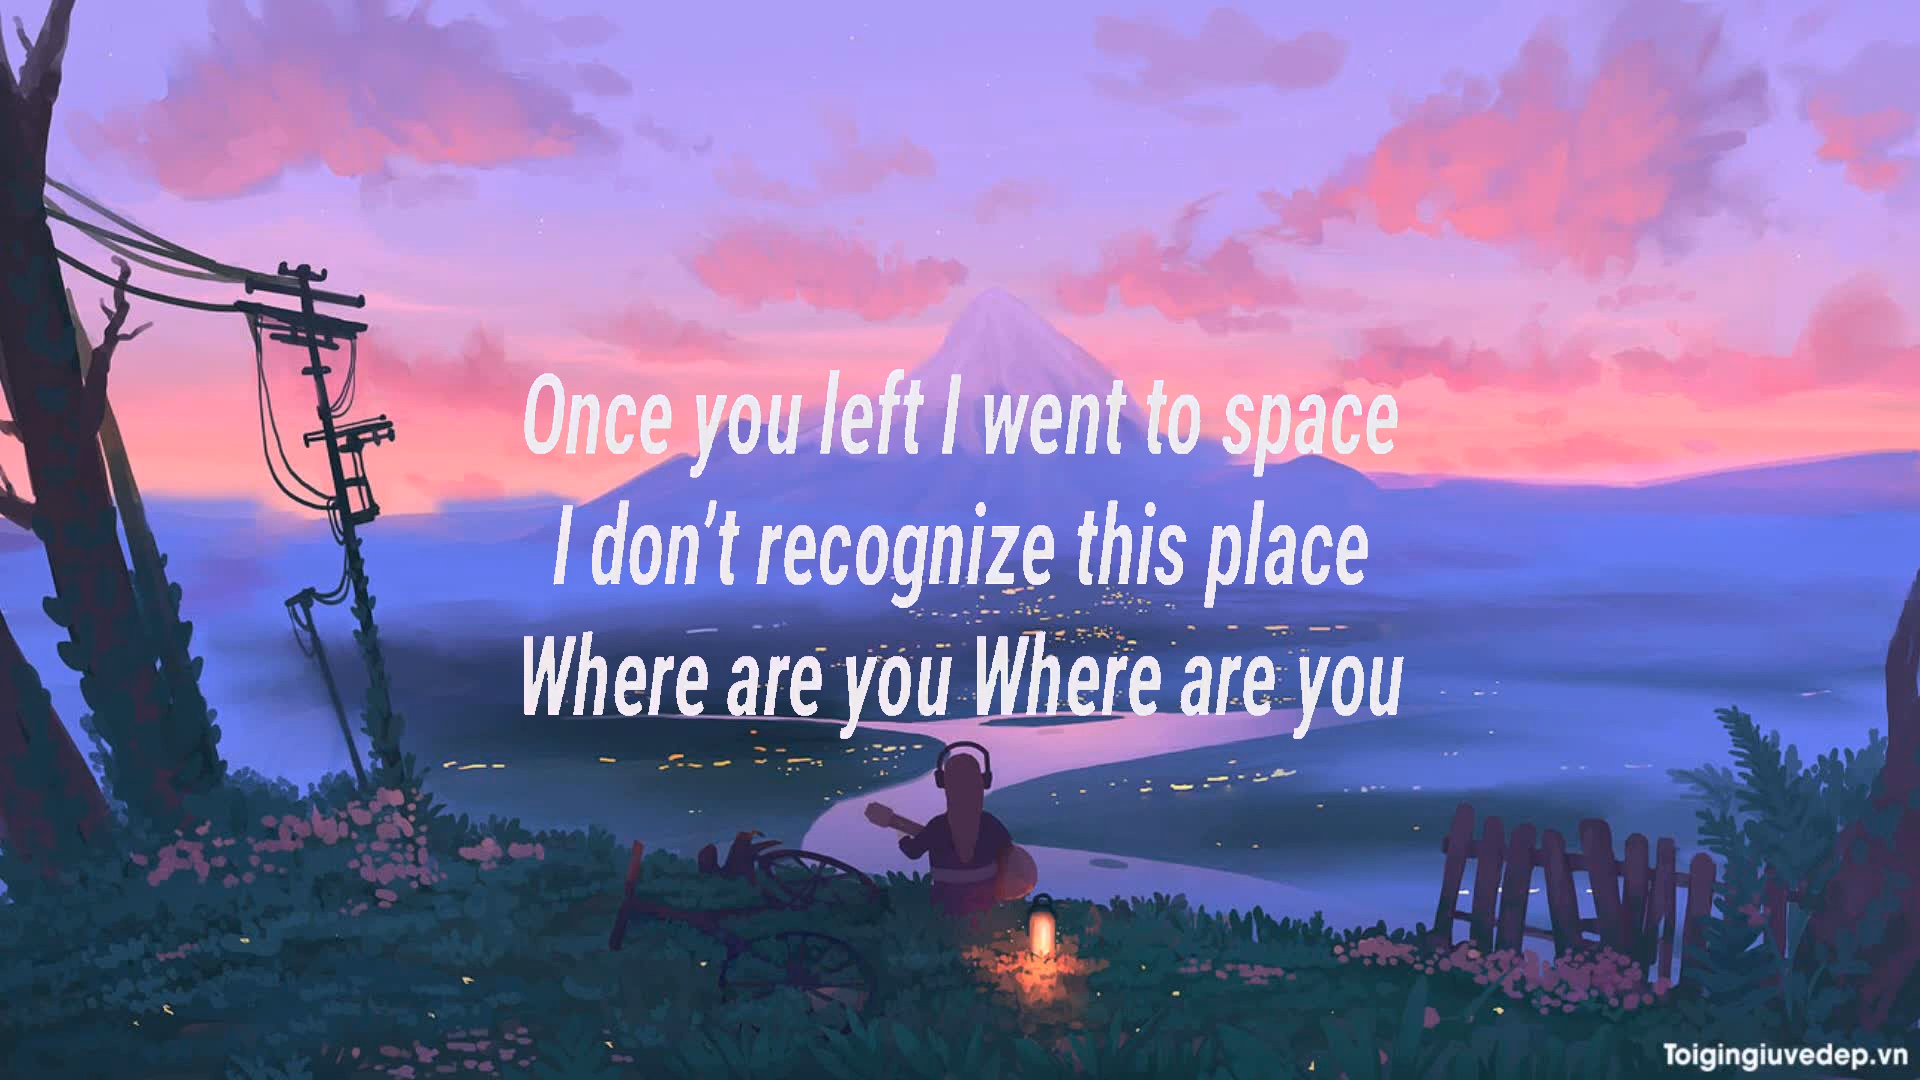 Once you left I went to space
I don’t recognize this place
Where are you Where are you
Toigingiuvedep.vn